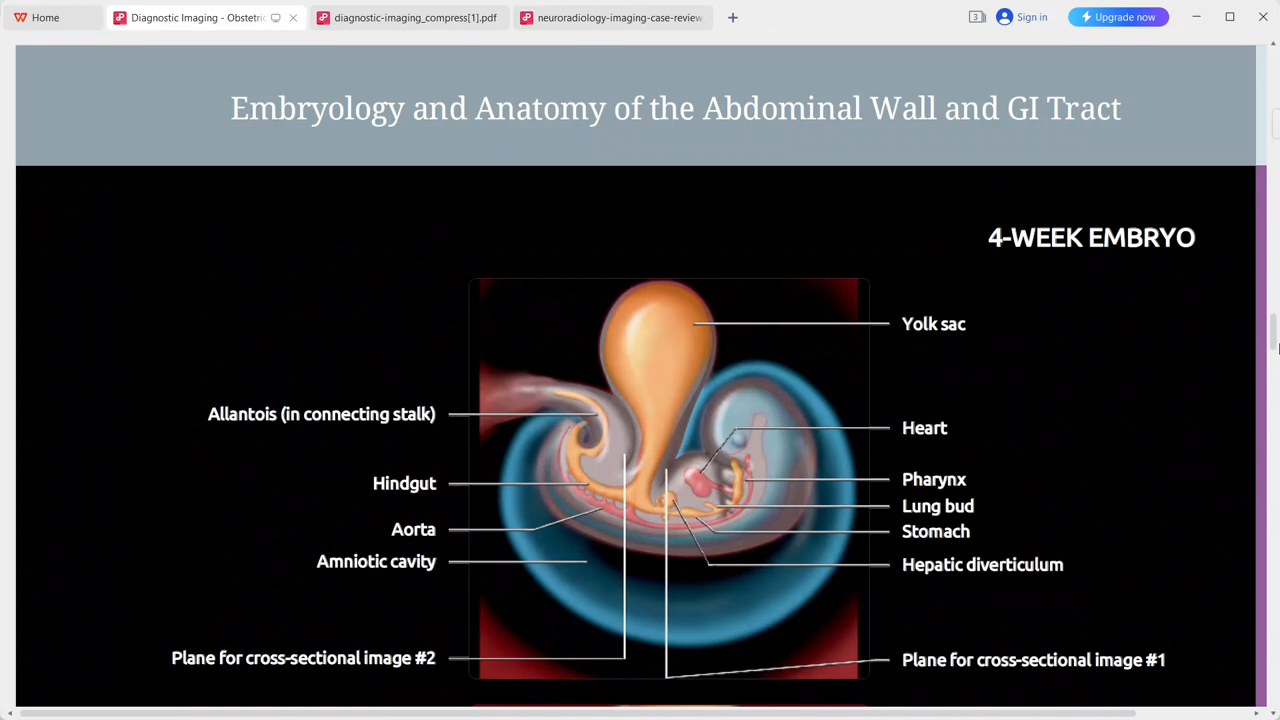 Home
Diagnostic Imaging - Obstetri
diagnostic-imaging_compress[1].pdf
neuroradiology-imaging-case-review
3
Sign in
Upgrade now
Embryology and Anatomy of the Abdominal Wall and GI Tract
4-WEEK EMBRYO
Yolk sac
Allantois (in connecting stalk)
Heart
Hindgut
Pharynx
Lung bud
Aorta
Stomach
Amniotic cavity
Hepatic diverticulum
Plane for cross-sectional image #2
Plane for cross-sectional image #1